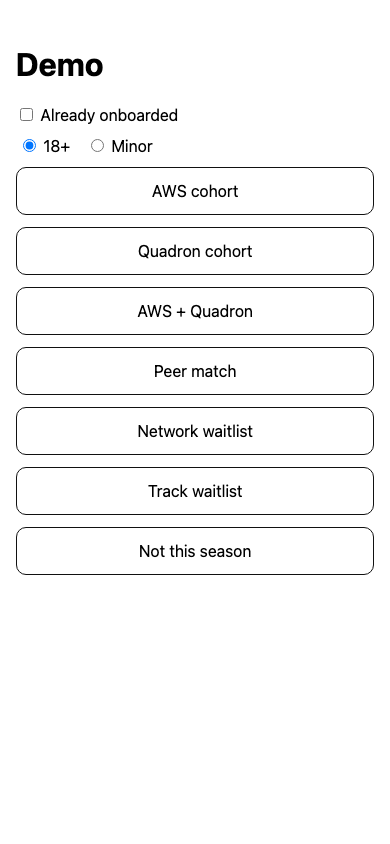 Demo
Already onboarded
18+ Minor
AWS cohort
Quadron cohort
AWS + Quadron
Peer match
Network waitlist
Track waitlist
Not this season